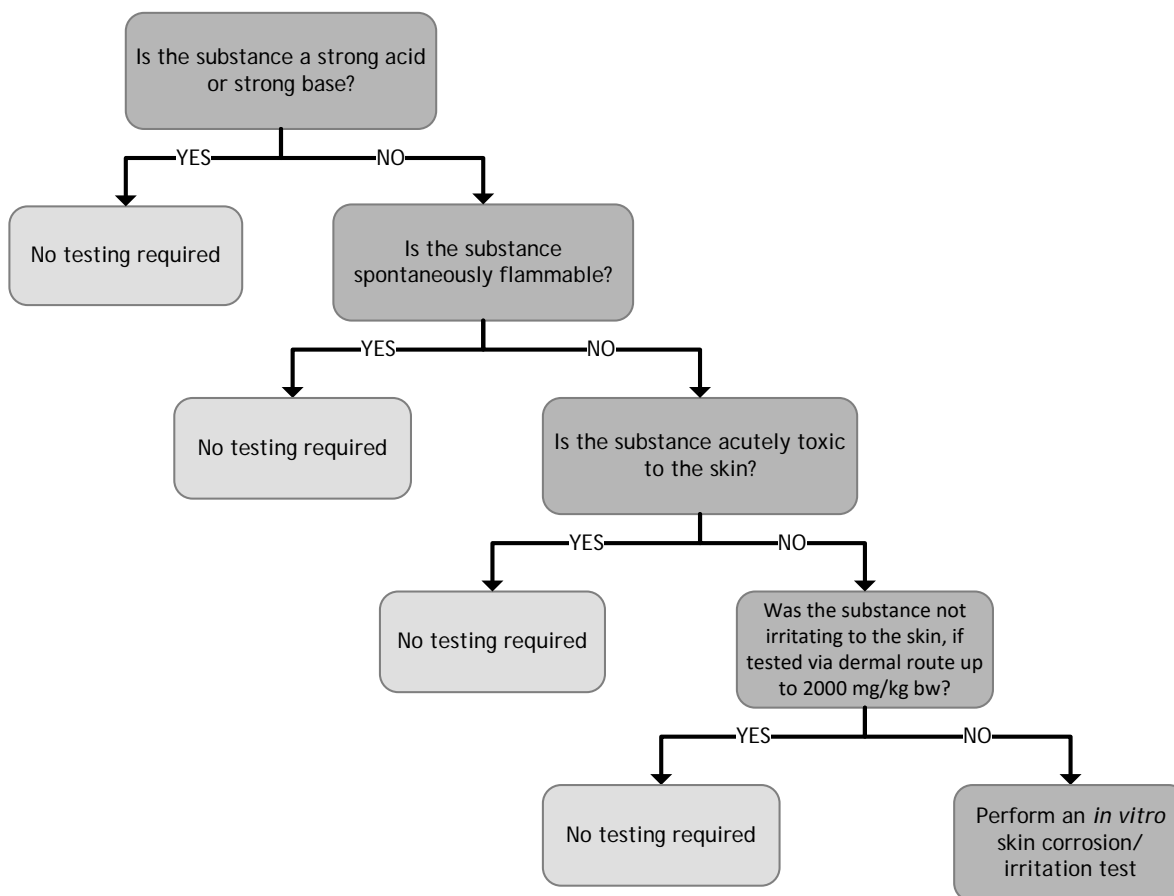 Is the substance a strong acid
or strong base?
YES
NO
No testing required
Is the substance
spontaneously flammable?
YES
NO
No testing required
Is the substance acutely toxic
to the skin?
YES
NO
No testing required
Was the substance not
irritating to the skin, if
tested via dermal route up
to 2000 mg/kg bw?
YES
NO
No testing required
Perform an in vitro
skin corrosion/
irritation test